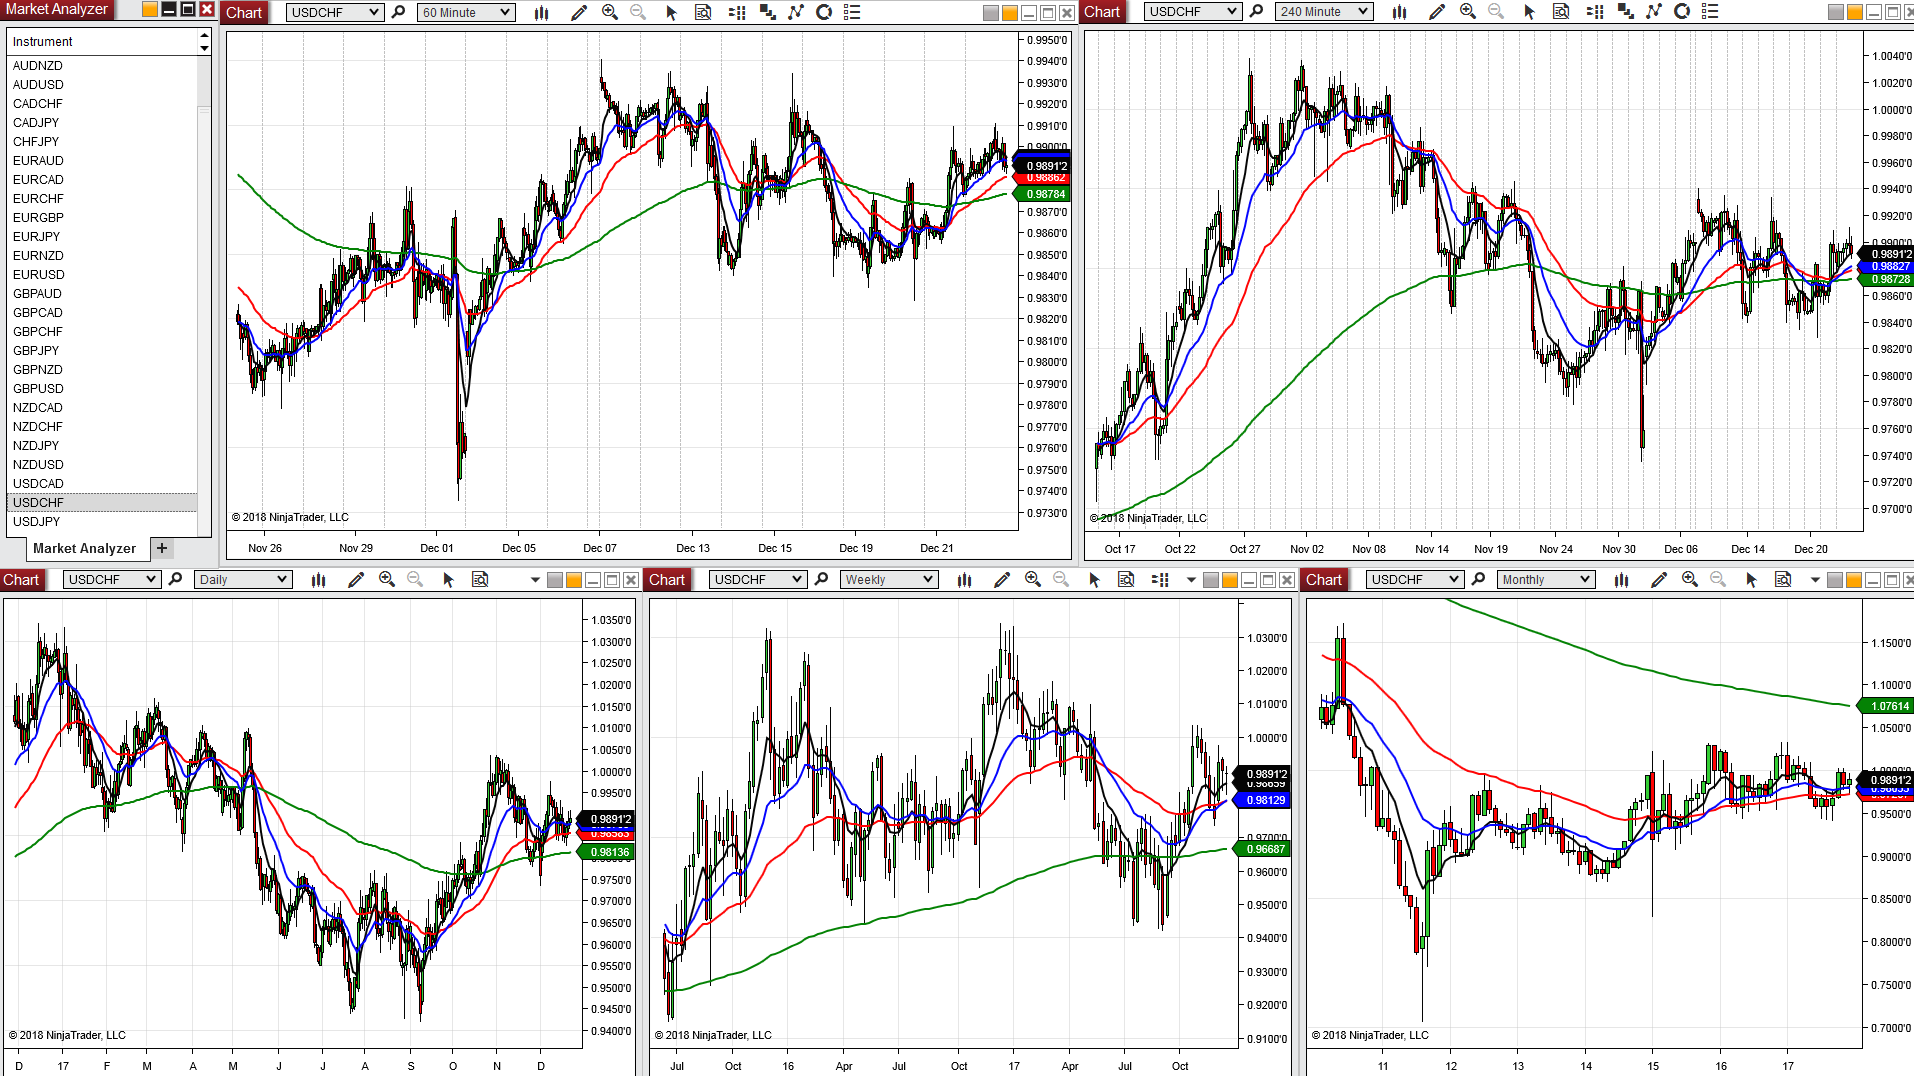 Market Analyzer
Instrument
AUDNZD
AUDUSD
CADCHF
CADJPY
CHFJPY
EURAUD
EURCAD
EURCHF
EURGBP
EURJPY
EURNZD
EURUSD
GBPAUD
GBPCAD
GBPCHF
GBPJPY
GBPNZD
GBPUSD
NZDCAD
NZDCHF
NZDJPY
NZDUSD
USDCAD
USDCHF
USDJPY
Market Analyzer +
Chart USDCHF 60 Minute
0.9950'0
0.9940'0
0.9930'0
0.9920'0
0.9910'0
0.9900'0
0.9891'2
0.98862
0.98784
0.9870'0
0.9860'0
0.9850'0
0.9840'0
0.9830'0
0.9820'0
0.9810'0
0.9800'0
0.9790'0
0.9780'0
0.9770'0
0.9760'0
0.9750'0
0.9740'0
0.9730'0
© 2018 NinjaTrader, LLC
Nov 26 Nov 29 Dec 01 Dec 05 Dec 07 Dec 13 Dec 15 Dec 19 Dec 21
Chart USDCHF 240 Minute
1.0040'0
1.0020'0
1.0000'0
0.9980'0
0.9960'0
0.9940'0
0.9920'0
0.9900'0
0.9891'2
0.98827
0.98728
0.9860'0
0.9840'0
0.9820'0
0.9800'0
0.9780'0
0.9760'0
0.9740'0
0.9720'0
0.9700'0
© 2018 NinjaTrader, LLC
Oct 17 Oct 22 Oct 27 Nov 02 Nov 08 Nov 14 Nov 19 Nov 24 Nov 30 Dec 06 Dec 14 Dec 20
Chart USDCHF Daily
1.0350'0
1.0300'0
1.0250'0
1.0200'0
1.0150'0
1.0100'0
1.0050'0
1.0000'0
0.9950'0
0.9891'2
0.98583
0.98136
0.9750'0
0.9700'0
0.9650'0
0.9600'0
0.9550'0
0.9500'0
0.9450'0
0.9400'0
© 2018 NinjaTrader, LLC
D 17 F M A M J J A S O N D
Chart USDCHF Weekly
1.0300'0
1.0200'0
1.0100'0
1.0000'0
0.9891'2
0.98659
0.98129
0.9700'0
0.96687
0.9600'0
0.9500'0
0.9400'0
0.9300'0
0.9200'0
0.9100'0
© 2018 NinjaTrader, LLC
Jul Oct 16 Apr Jul Oct 17 Apr Jul Oct
Chart USDCHF Monthly
1.1500'0
1.1000'0
1.07614
1.0500'0
1.0000'0
0.9891'2
0.9500'0
0.9000'0
0.8500'0
0.8000'0
0.7500'0
0.7000'0
© 2018 NinjaTrader, LLC
11 12 13 14 15 16 17